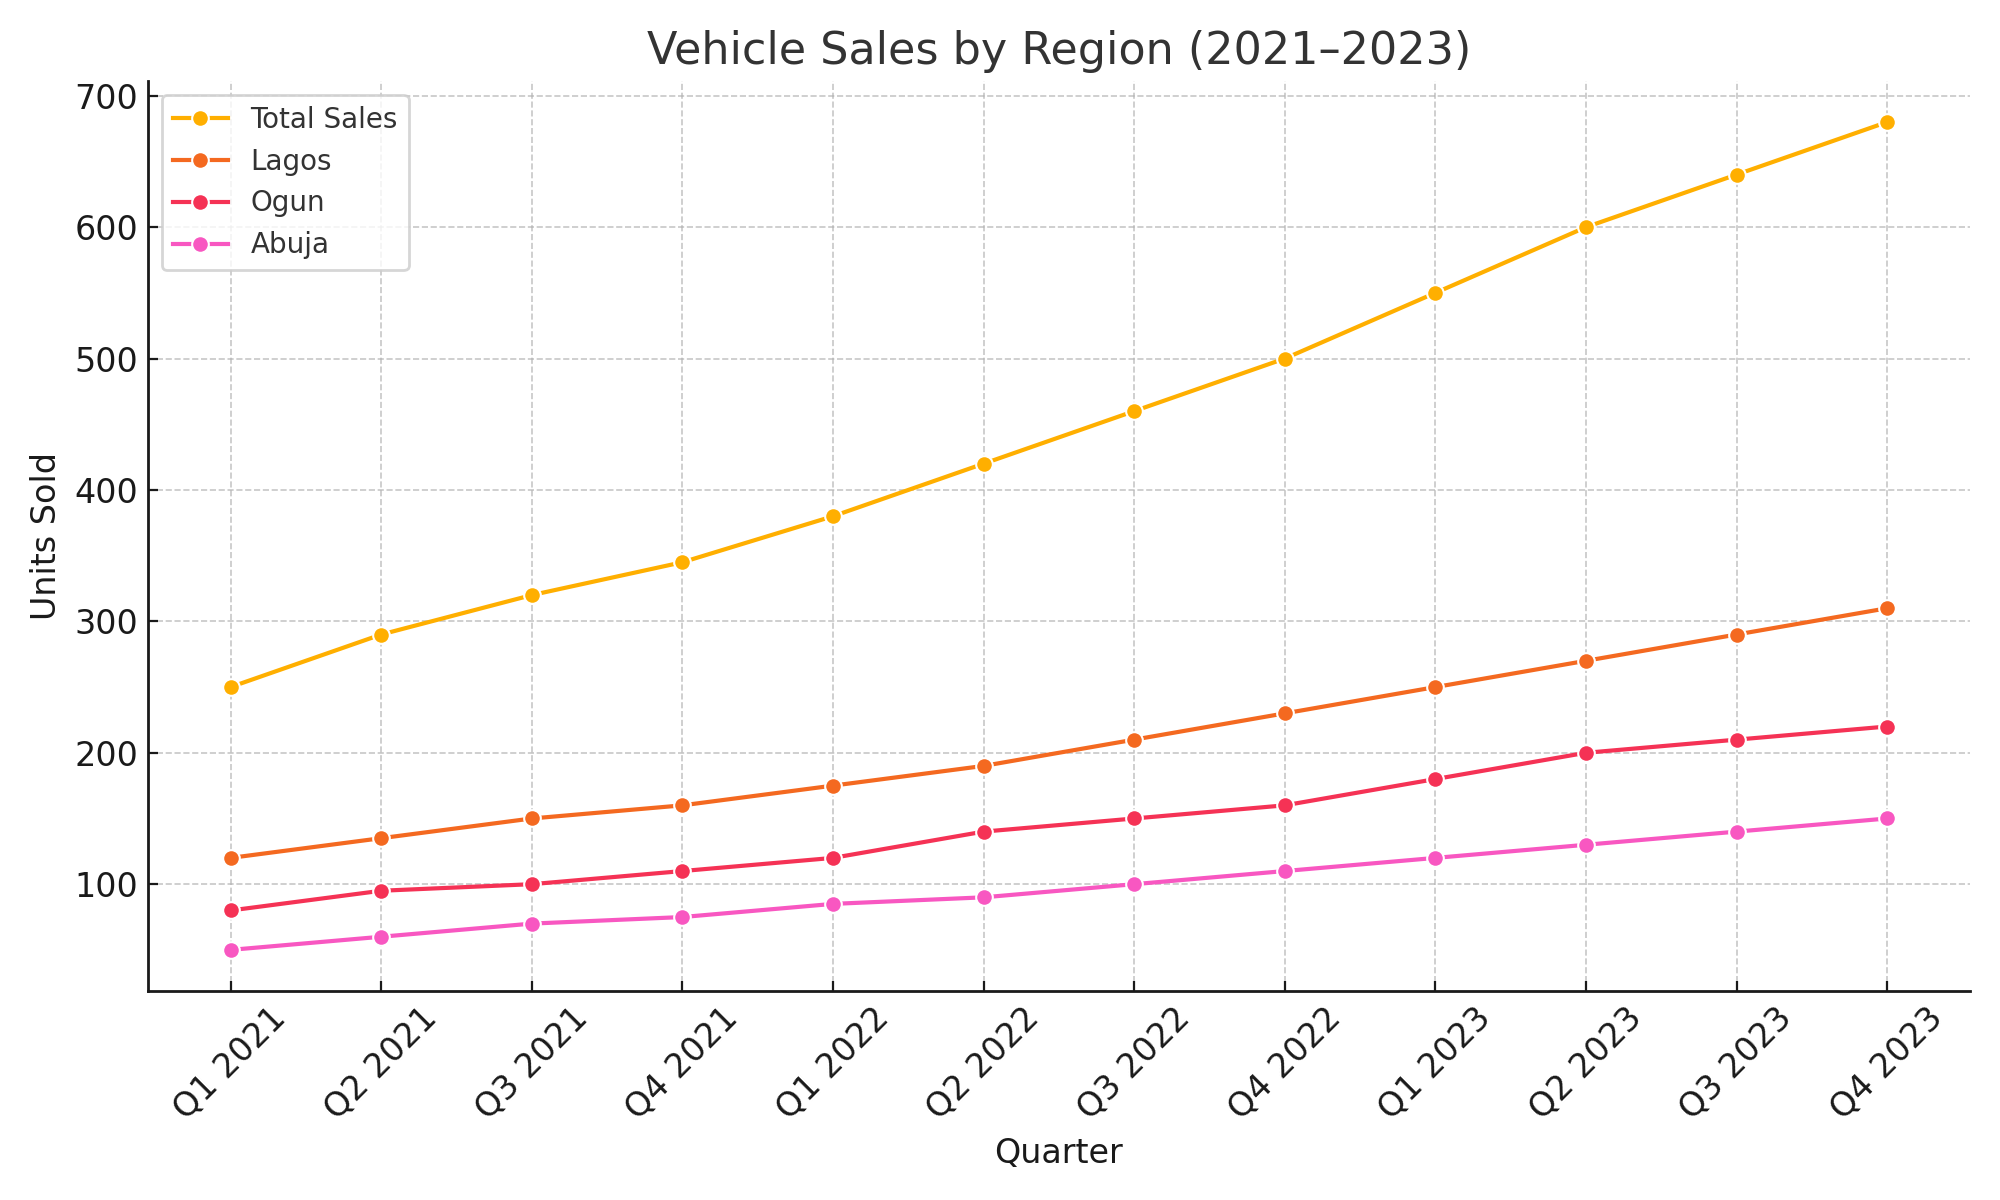 Vehicle Sales by Region (2021–2023)
700
600
500
400
300
200
100
Units Sold
Total Sales
Lagos
Ogun
Abuja
Q1 2021
Q2 2021
Q3 2021
Q4 2021
Q1 2022
Q2 2022
Q3 2022
Q4 2022
Q1 2023
Q2 2023
Q3 2023
Q4 2023
Quarter